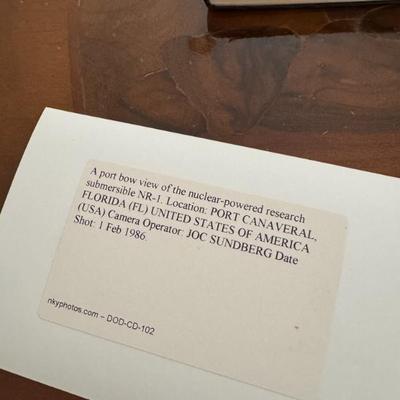 A port bow view of the nuclear-powered research
submersible NR-1. Location: PORT CANAVERAL,
FLORIDA (FL) UNITED STATES OF AMERICA
(USA) Camera Operator: JOC SUNDBERG Date
Shot: 1 Feb 1986.
nkyphotos.com – DOD-CD-102